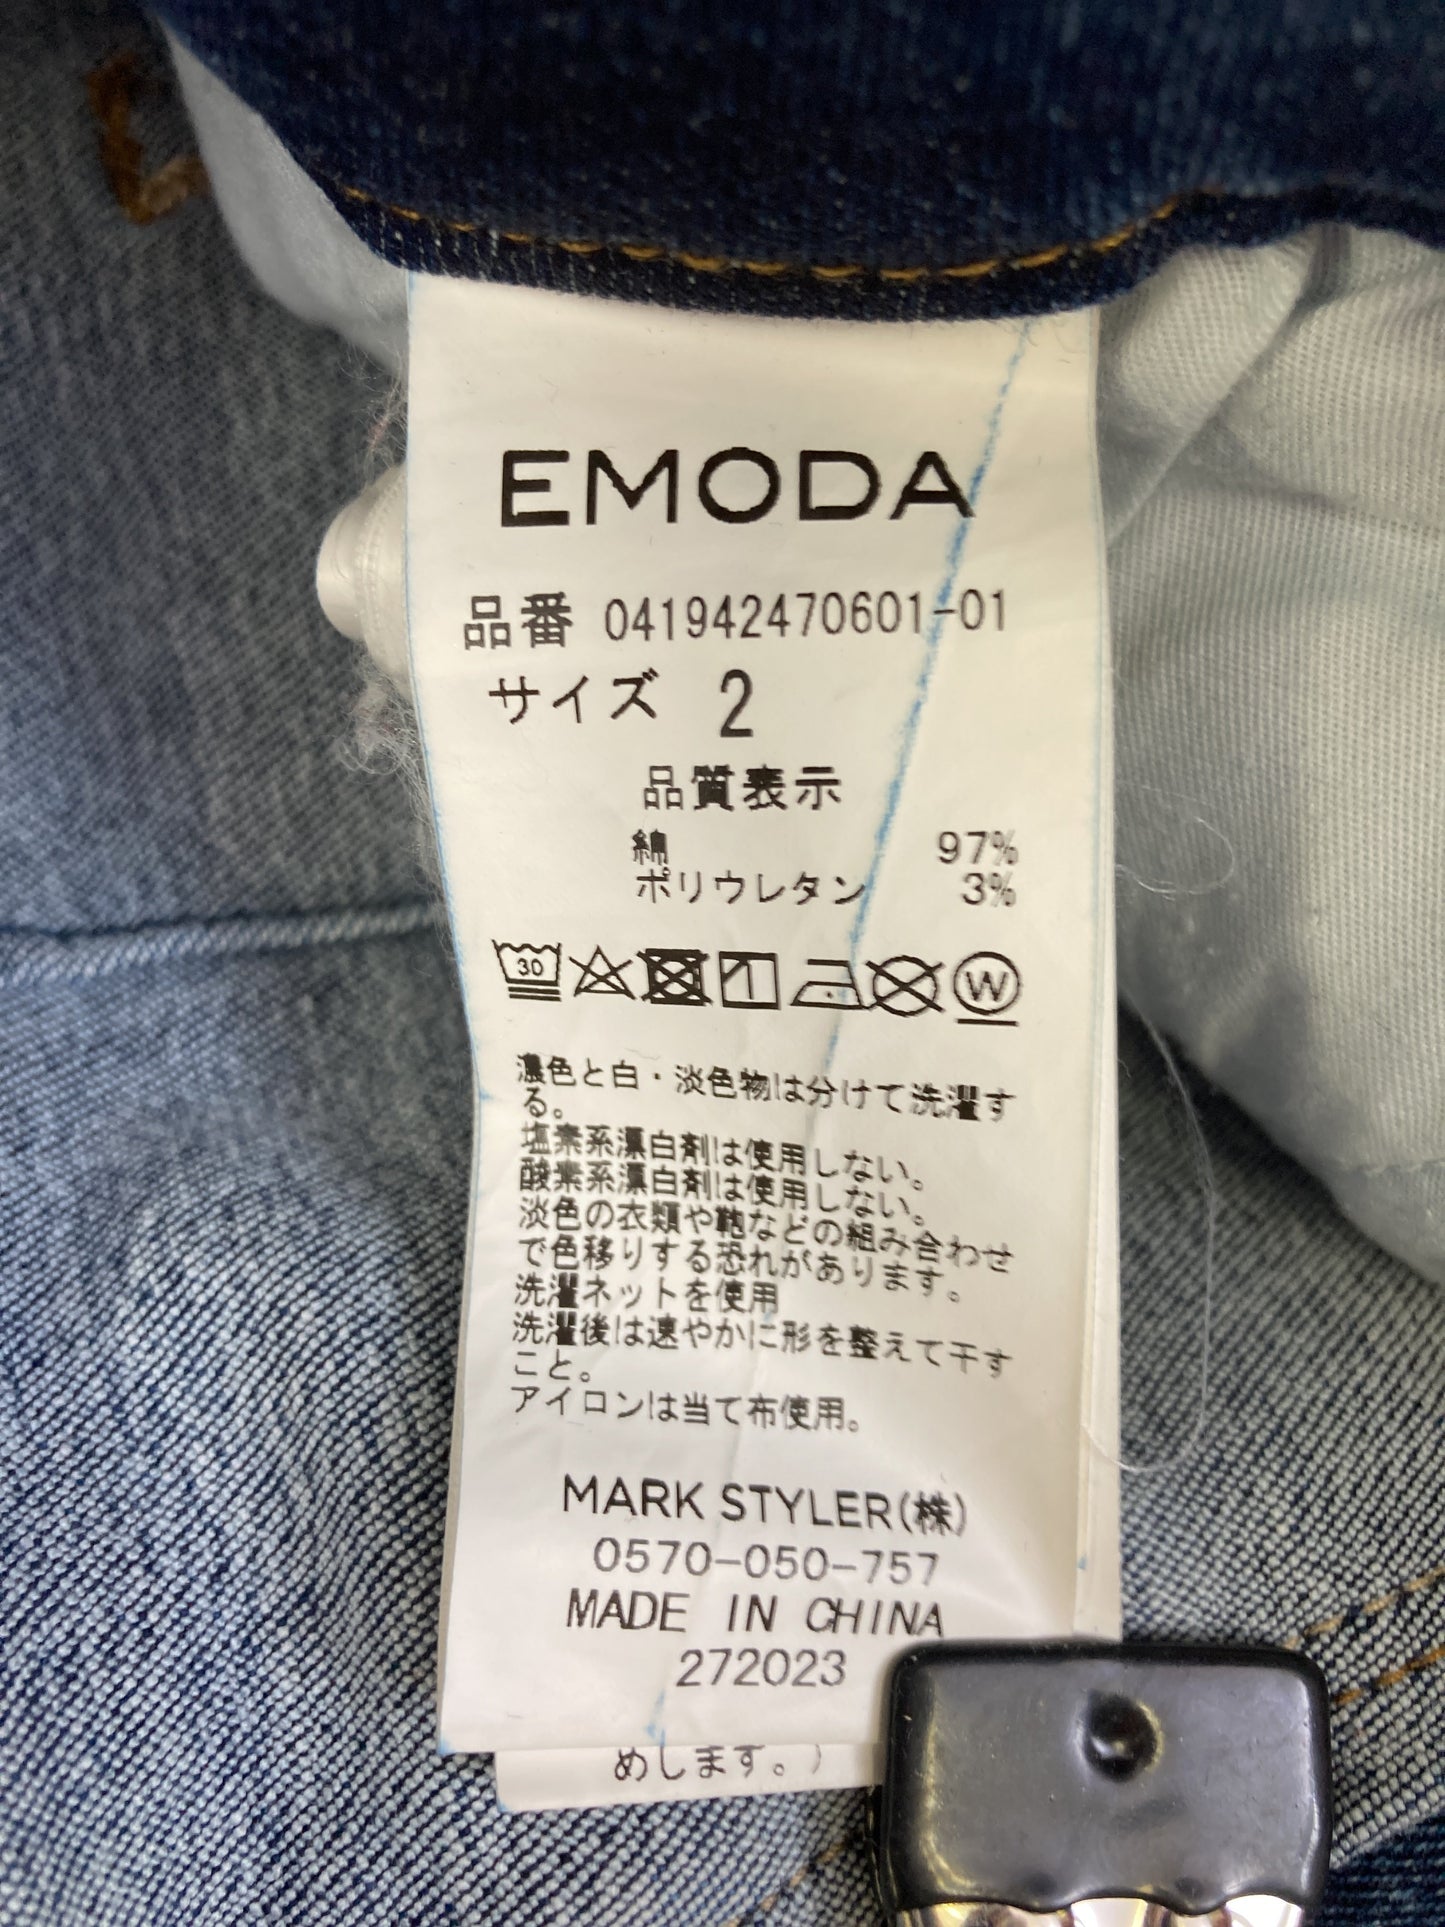 EMODA
品番 041942470601-01
サイズ 2
品質表示
綿 97%
ポリウレタン 3%
30 W
濃色と白・淡色物は分けて洗濯す
る。
塩素系漂白剤は使用しない。
酸素系漂白剤は使用しない。
淡色の衣類や鞄などの組み合わせ
で色移りする恐れがあります。
洗濯ネットを使用
洗濯後は速やかに形を整えて干す
こと。
アイロンは当て布使用。
MARK STYLER(株)
0570-050-757
MADE IN CHINA
272023
めします。)